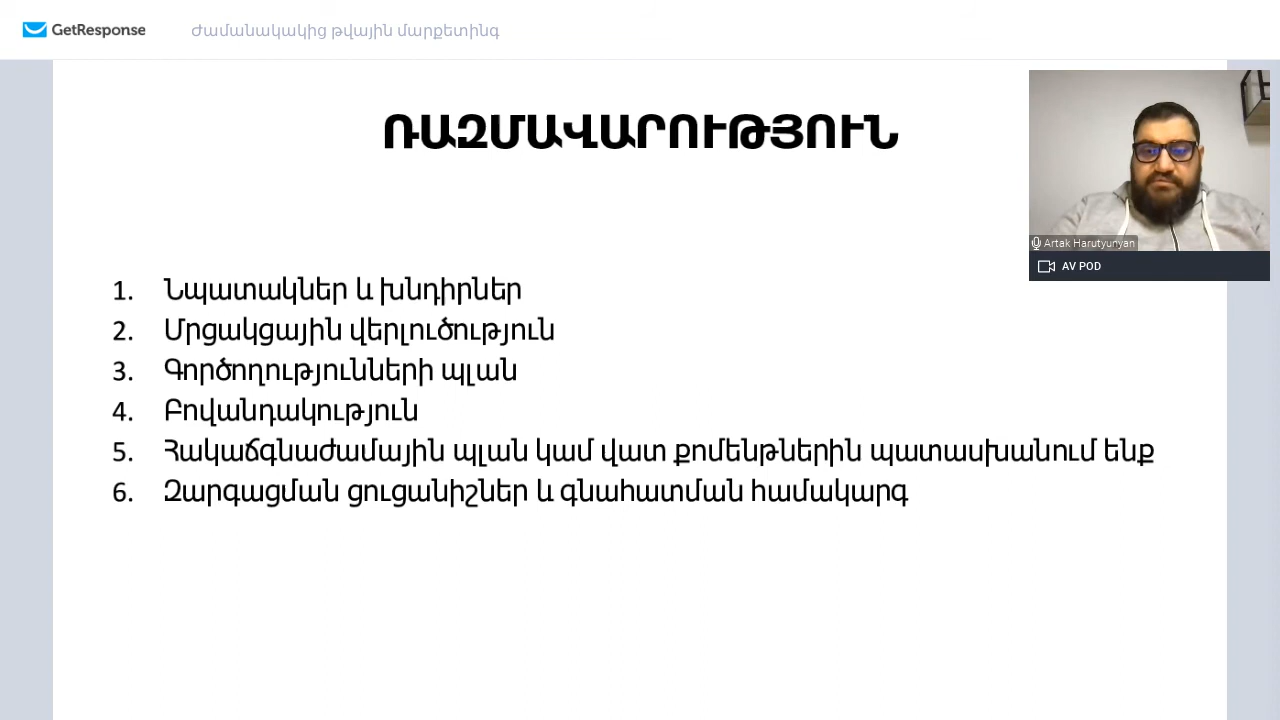 GetResponse
Ժամանակակից թվային մարքետինգ
ՌԱԶՄԱՎԱՐՈՒԹՅՈՒՆ
Artak Harutyunyan
AV POD
1. Նպատակներ և խնդիրներ
2. Մրցակցային վերլուծություն
3. Գործողությունների պլան
4. Բովանդակություն
5. Հակաճգնաժամային պլան կամ վատ քոմենթներին պատասխանում ենք
6. Զարգացման ցուցանիշներ և գնահատման համակարգ